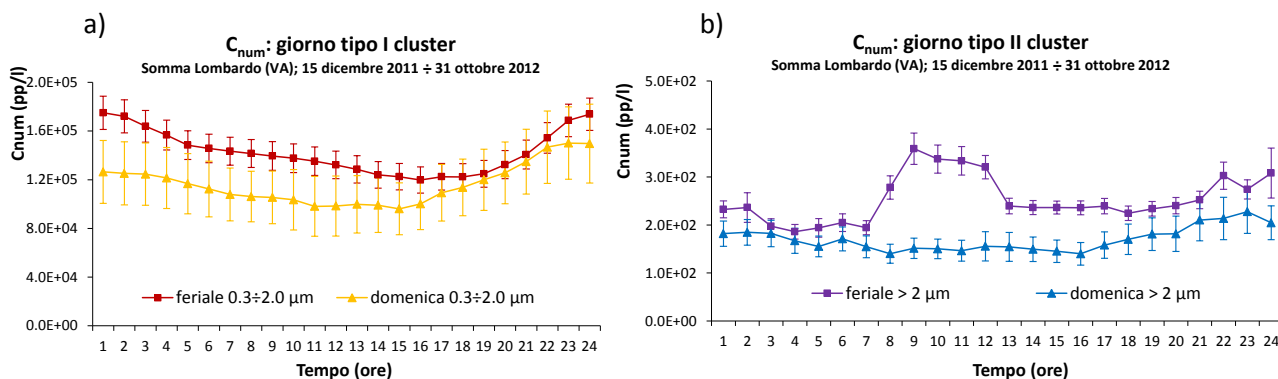 a)
C_num: giorno tipo I cluster
Somma Lombardo (VA); 15 dicembre 2011 ÷ 31 ottobre 2012
Cnum (pp/l)
2.0E+05
1.6E+05
1.2E+05
8.0E+04
4.0E+04
0.0E+00
feriale 0.3÷2.0 µm
domenica 0.3÷2.0 µm
1 2 3 4 5 6 7 8 9 10 11 12 13 14 15 16 17 18 19 20 21 22 23 24
Tempo (ore)
b)
C_num: giorno tipo II cluster
Somma Lombardo (VA); 15 dicembre 2011 ÷ 31 ottobre 2012
Cnum (pp/l)
5.0E+02
4.0E+02
3.0E+02
2.0E+02
1.0E+02
0.0E+00
feriale > 2 µm
domenica > 2 µm
1 2 3 4 5 6 7 8 9 10 11 12 13 14 15 16 17 18 19 20 21 22 23 24
Tempo (ore)